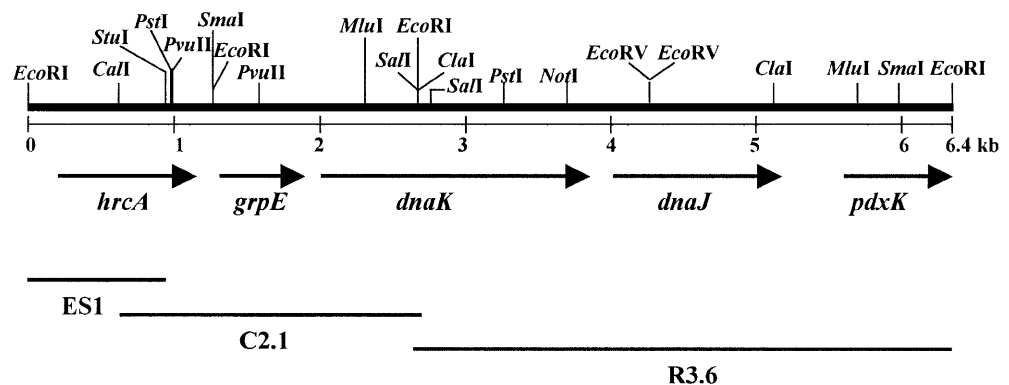 PstI SmaI
StuI PvuII MluI EcoRI
EcoRI CalI EcoRI PvuII SalI ClaI SalI PstI NotI EcoRV EcoRV ClaI MluI SmaI EcoRI
0 1 2 3 4 5 6 6.4 kb
hrcA grpE dnaK dnaJ pdxK
ES1
C2.1
R3.6